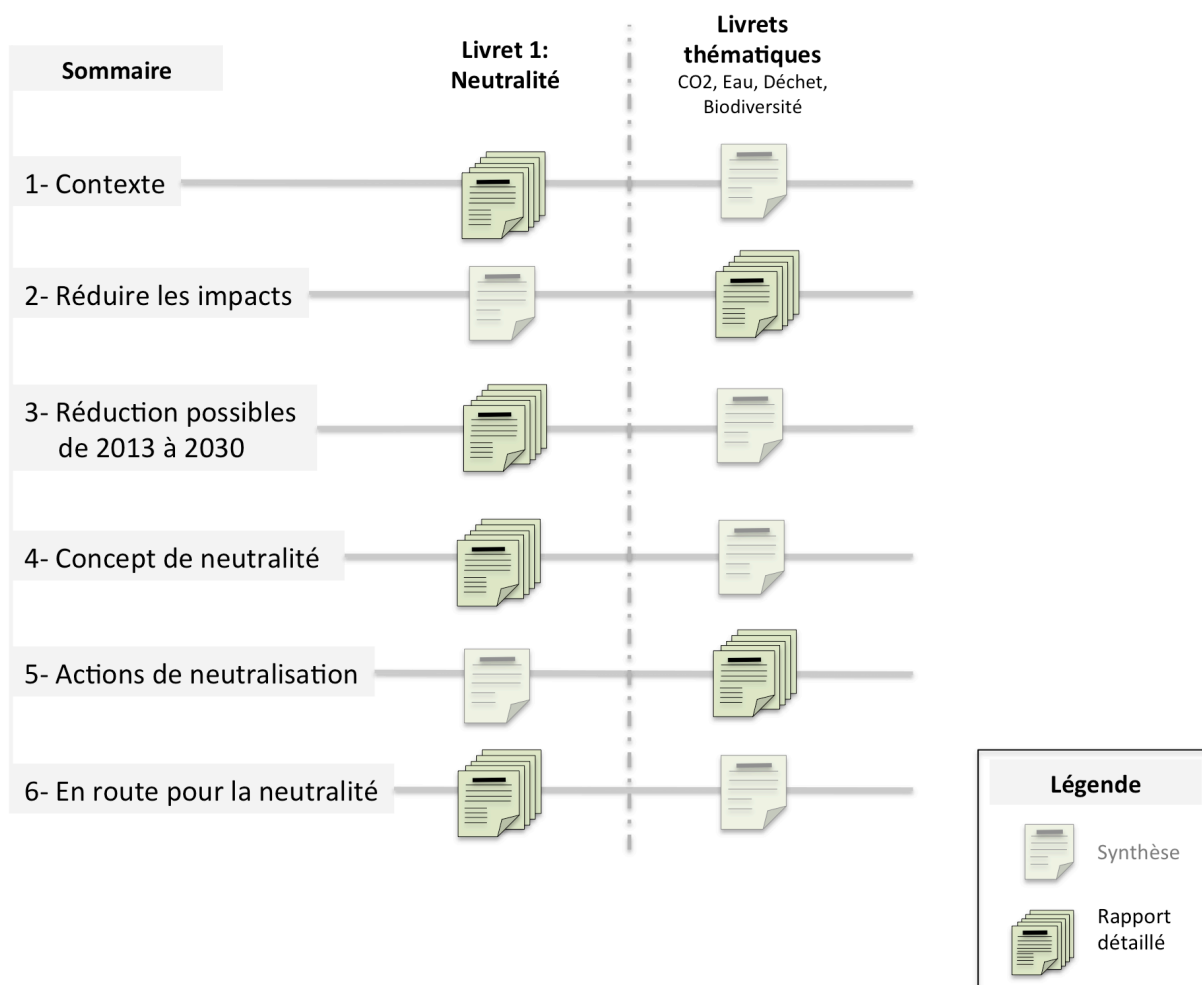 Sommaire
Livret 1:
Neutralité
Livrets
thématiques
CO2, Eau, Déchet,
Biodiversité
1- Contexte
2- Réduire les impacts
3- Réduction possibles
de 2013 à 2030
4- Concept de neutralité
5- Actions de neutralisation
6- En route pour la neutralité
Légende
Synthèse
Rapport
détaillé